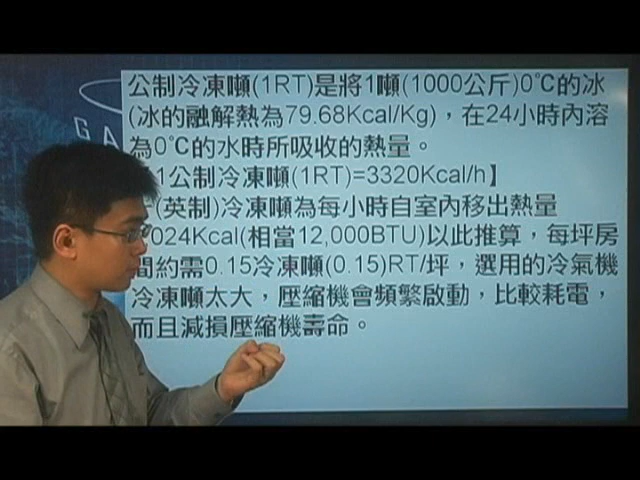 GA
公制冷凍噸(1RT)是將1噸(1000公斤)0℃的冰
(冰的融解熱為79.68Kcal/Kg)，在24小時內溶
為0℃的水時所吸收的熱量。
1公制冷凍噸(1RT)=3320Kcal/h】
(英制)冷凍噸為每小時自室內移出熱量
024Kcal(相當12,000BTU)以此推算，每坪房
間約需0.15冷凍噸(0.15)RT/坪，選用的冷氣機
冷凍噸太大，壓縮機會頻繁啟動，比較耗電，
而且減損壓縮機壽命。